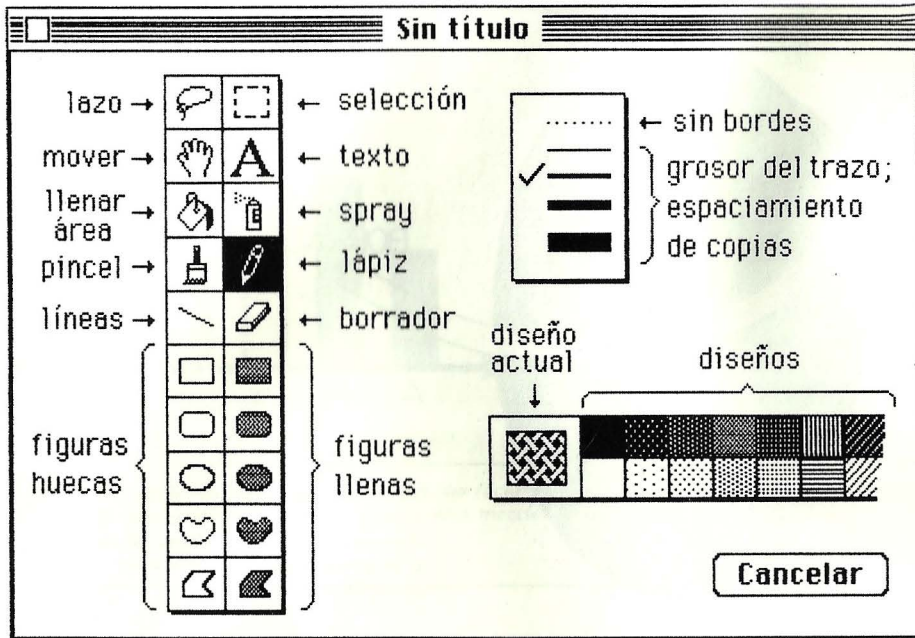 Sin título
lazo → ← selección
mover → ← texto
llenar
área → ← spray
pincel → ← lápiz
líneas → ← borrador
figuras
huecas
figuras
llenas
← sin bordes
grosor del trazo;
espaciamiento
de copias
diseño
actual
diseños
Cancelar